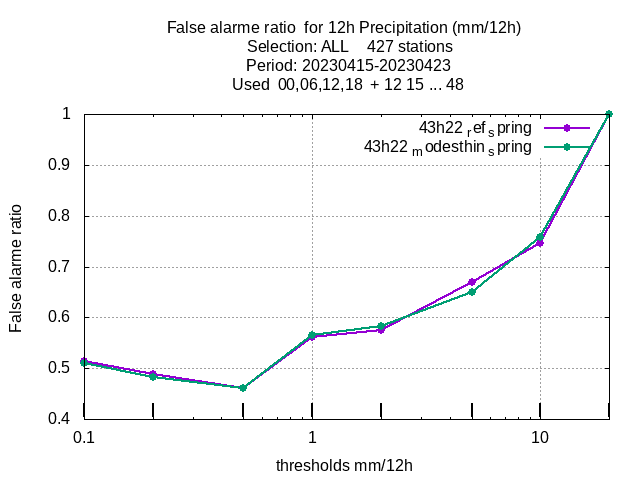 False alarme ratio  for 12h Precipitation (mm/12h)
Selection: ALL    427 stations
Period: 20230415-20230423
Used  00,06,12,18  + 12 15 ... 48
43h22 ref spring
43h22 modesthin spring
1
0.9
0.8
0.7
0.6
0.5
0.4
False alarme ratio
0.1
1
10
thresholds mm/12h